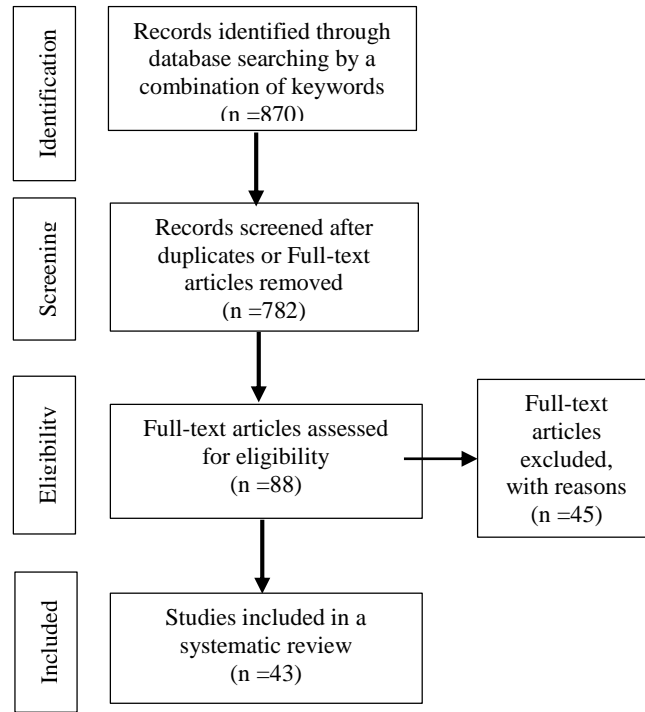 Identification
Records identified through
database searching by a
combination of keywords
(n =870)
Screening
Records screened after
duplicates or Full-text
articles removed
(n =782)
Eligibility
Full-text articles assessed
for eligibility
(n =88)
Full-text
articles
excluded,
with reasons
(n =45)
Included
Studies included in a
systematic review
(n =43)